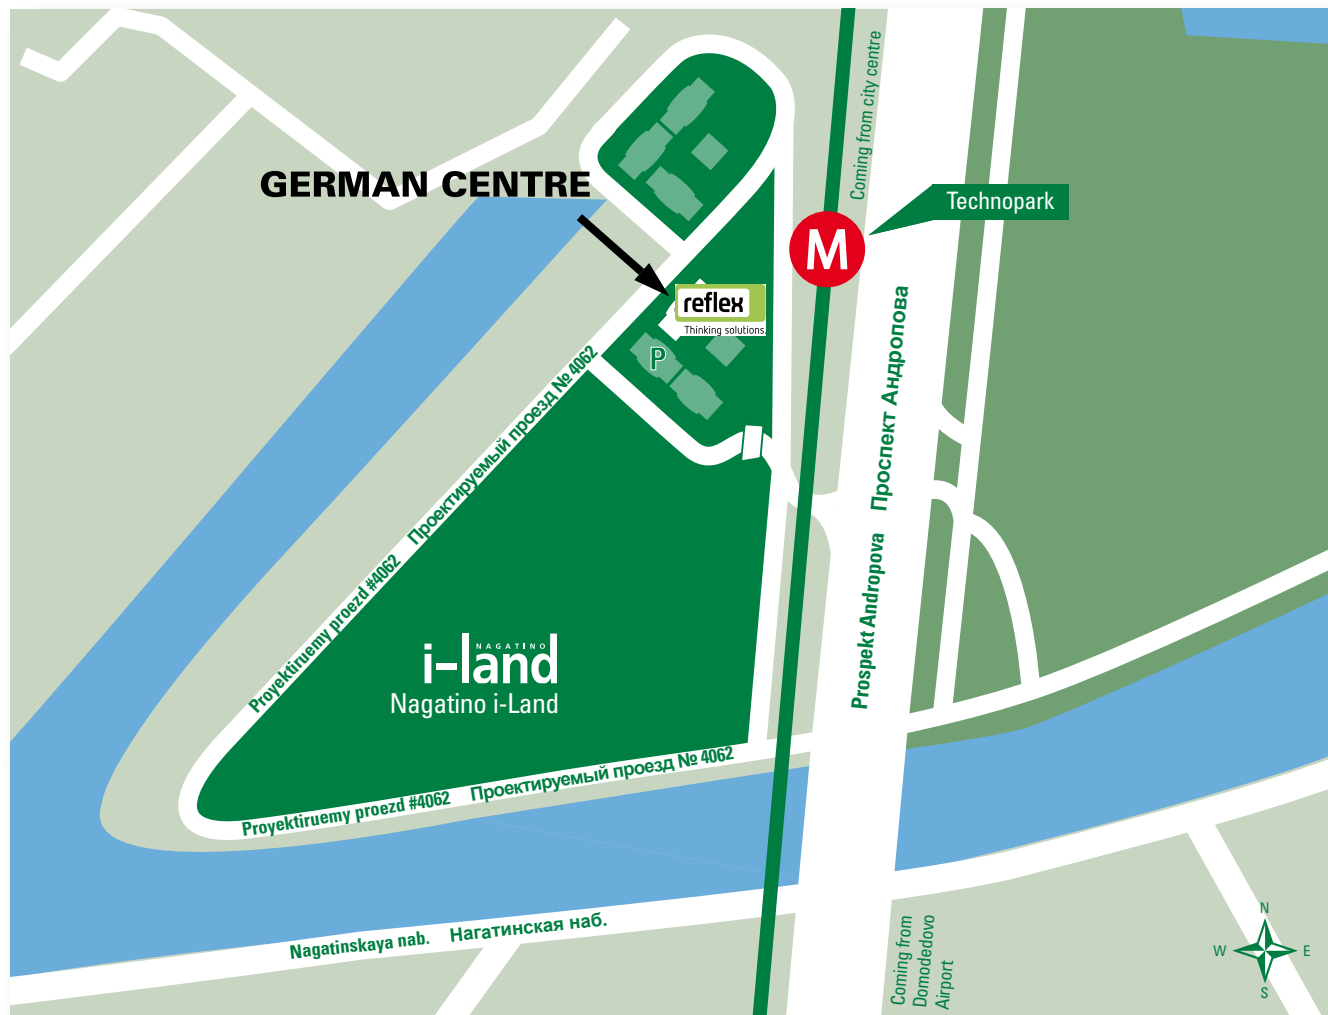 Coming from city centre
GERMAN CENTRE
Technopark
M
reflex
Thinking solutions.
P
Prospekt Andropova Проспект Андропова
Proyektiruemy proezd #4062 Проектируемый проезд № 4062
NAGATINO
i-land
Nagatino i-Land
Proyektiruemy proezd #4062 Проектируемый проезд № 4062
Nagatinskaya nab. Нагатинская наб.
Coming from
Domodedovo
Airport
N
W E
S